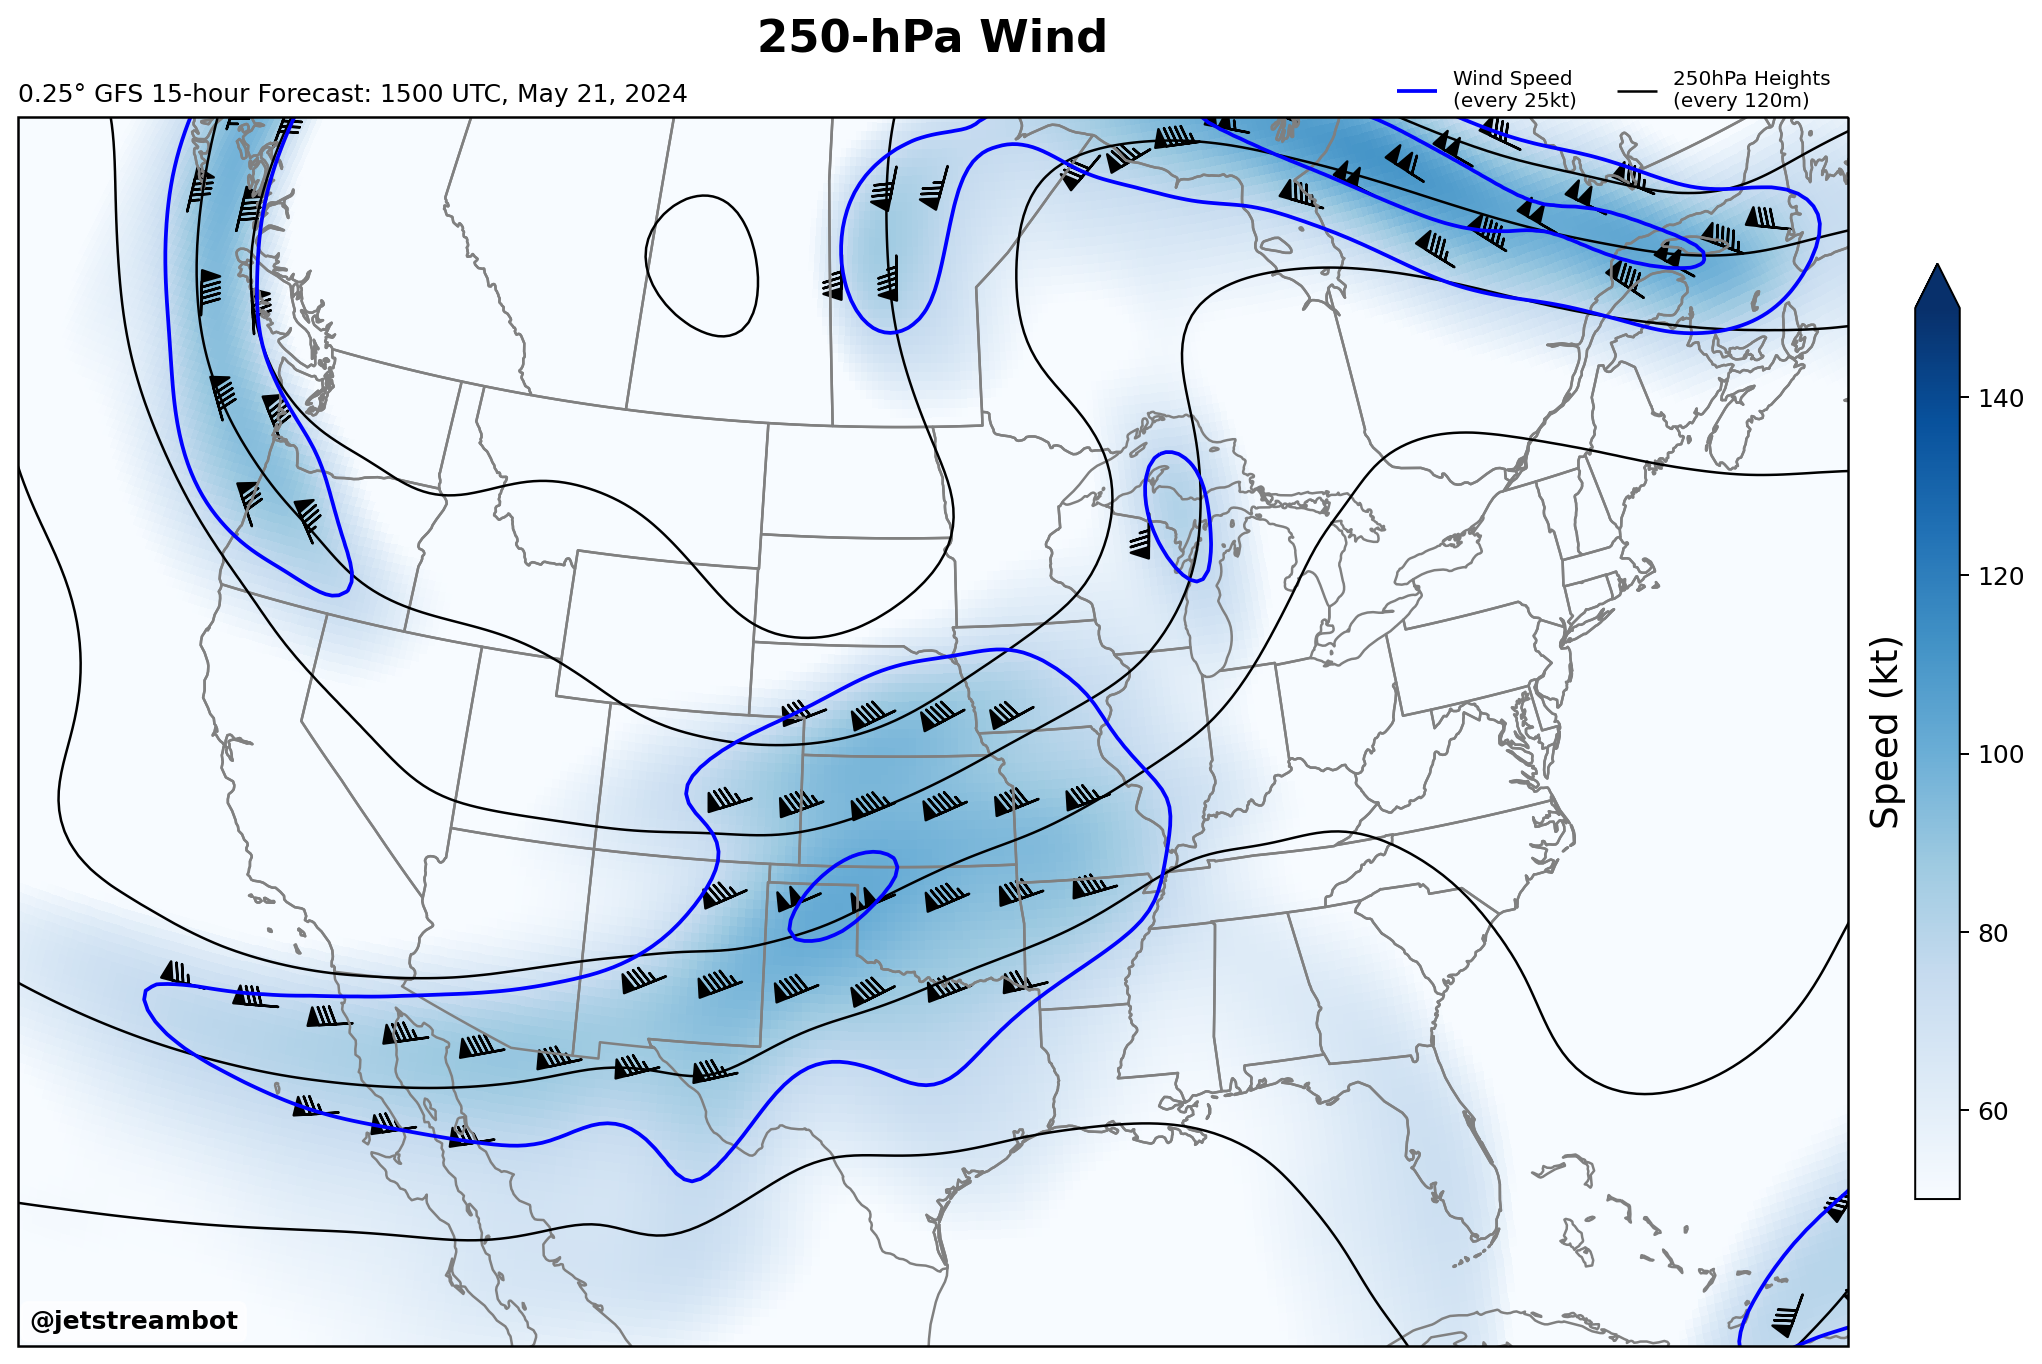 250-hPa Wind
0.25° GFS 15-hour Forecast: 1500 UTC, May 21, 2024
Wind Speed
(every 25kt)
250hPa Heights
(every 120m)
140
120
100
80
60
Speed (kt)
@jetstreambot